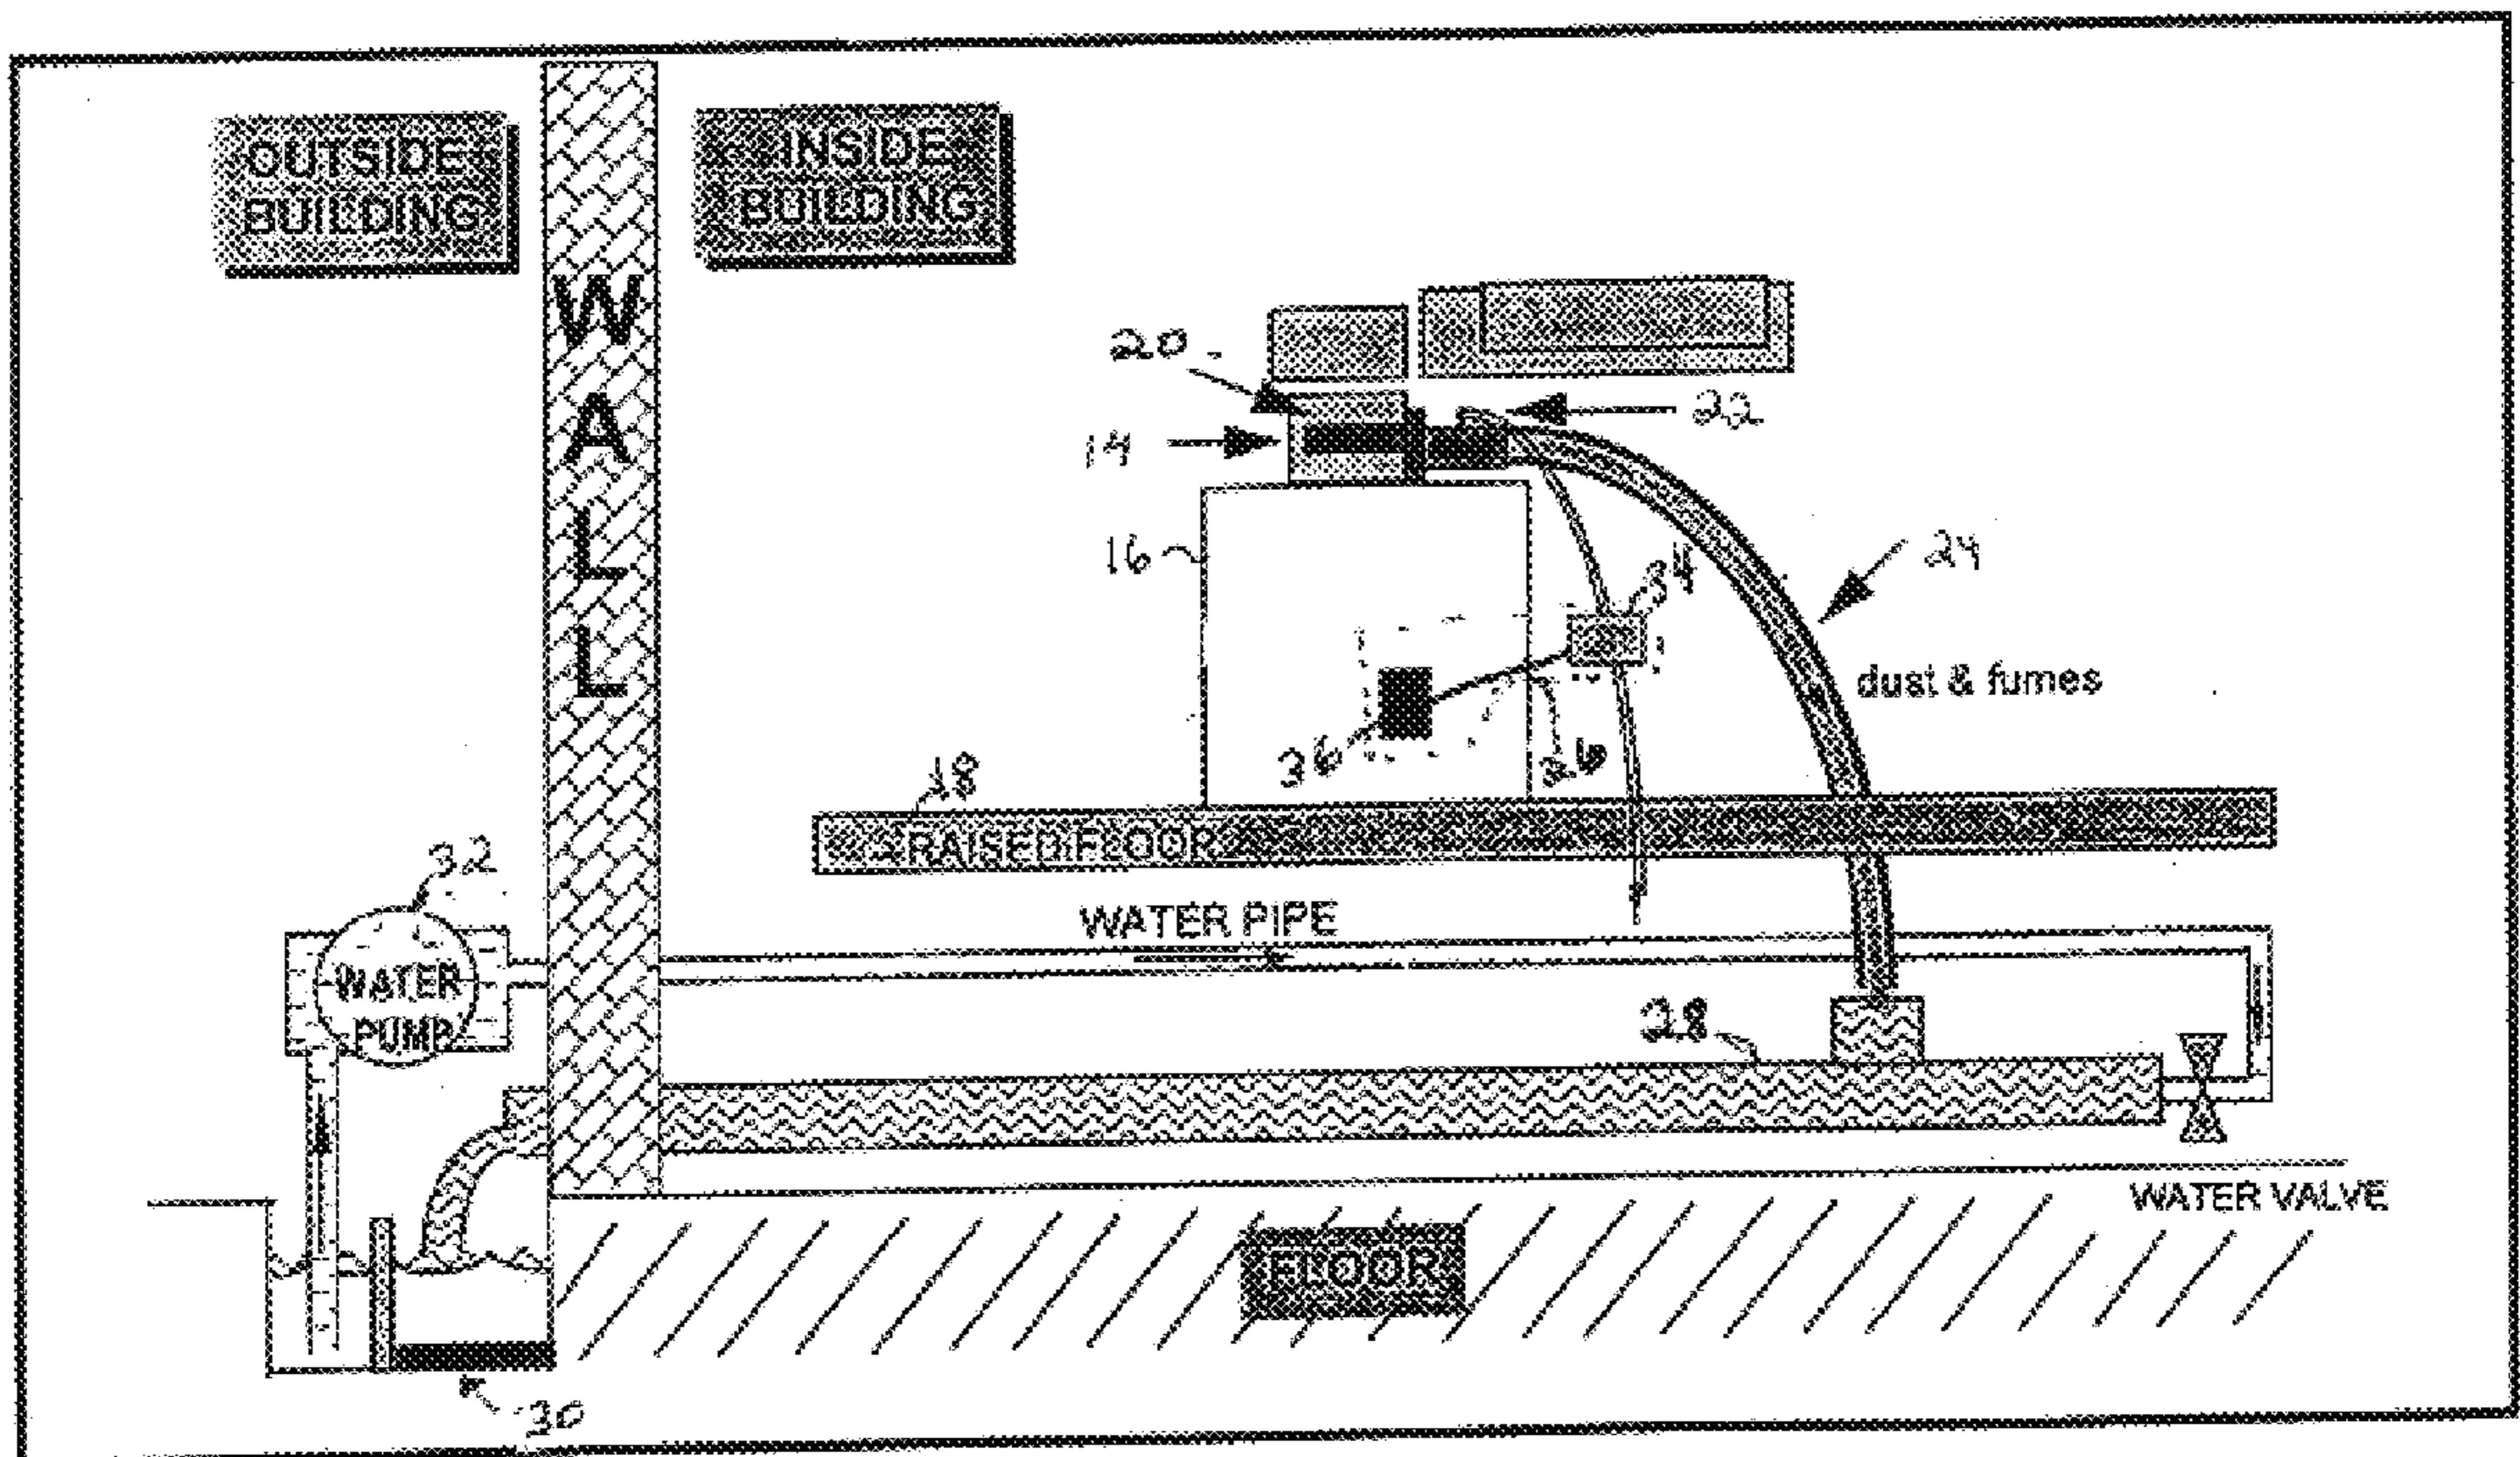 OUTSIDE
BUILDING
INSIDE
BUILDING
WALL
20
22
14
16
24
34
dust & fumes
36
26
18
RAISED FLOOR
32
WATER PIPE
WATER
PUMP
28
WATER VALVE
FLOOR
30